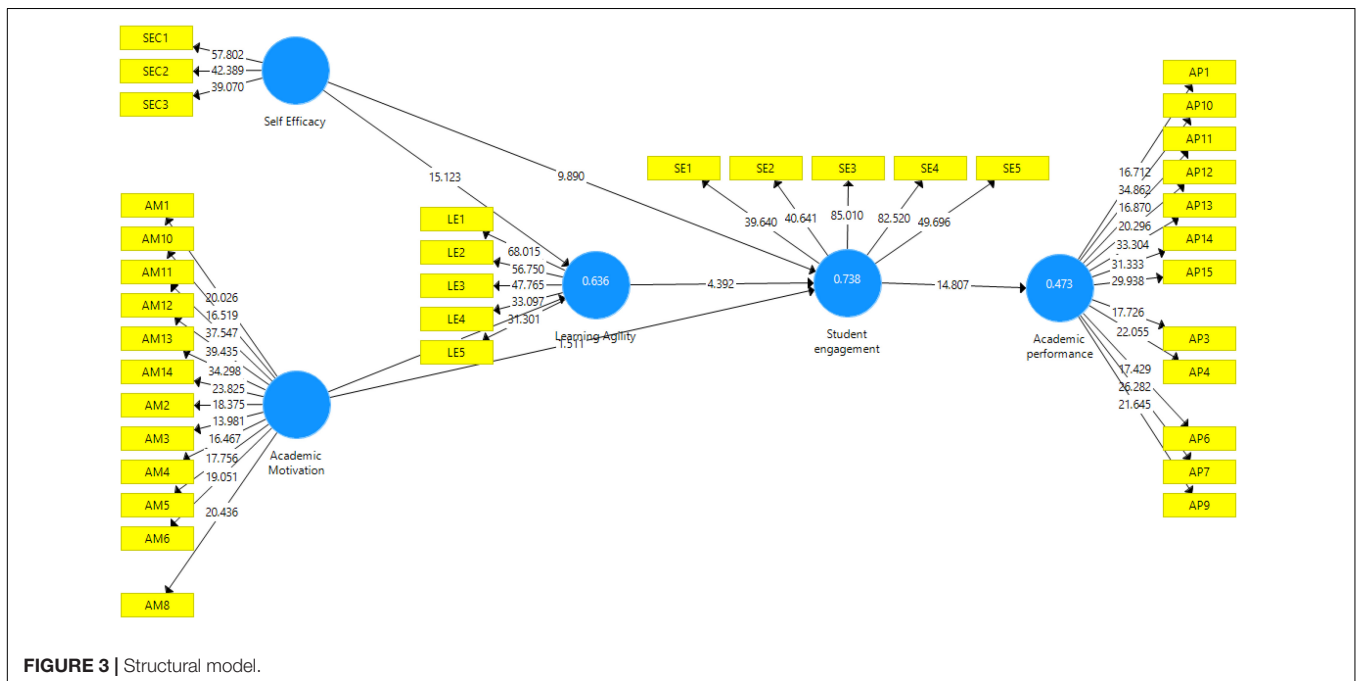 SEC1
SEC2
SEC3
57.802
42.389
39.070
Self Efficacy
15.123
9.890
AM1
AM10
AM11
AM12
AM13
AM14
AM2
AM3
AM4
AM5
AM6
AM8
20.026
16.519
37.547
39.435
34.298
23.825
18.375
13.981
16.467
17.756
19.051
20.436
Academic
Motivation
LE1
LE2
LE3
LE4
LE5
68.015
56.750
47.765
33.097
31.301
0.636
Learning Agility
1.511
4.392
SE1
SE2
SE3
SE4
SE5
39.640
40.641
85.010
82.520
49.696
0.738
Student
engagement
14.807
0.473
Academic
performance
AP1
AP10
AP11
AP12
AP13
AP14
AP15
AP3
AP4
AP6
AP7
AP9
16.712
34.862
16.870
20.296
33.304
31.333
29.938
17.726
22.055
17.429
26.282
21.645
FIGURE 3 | Structural model.